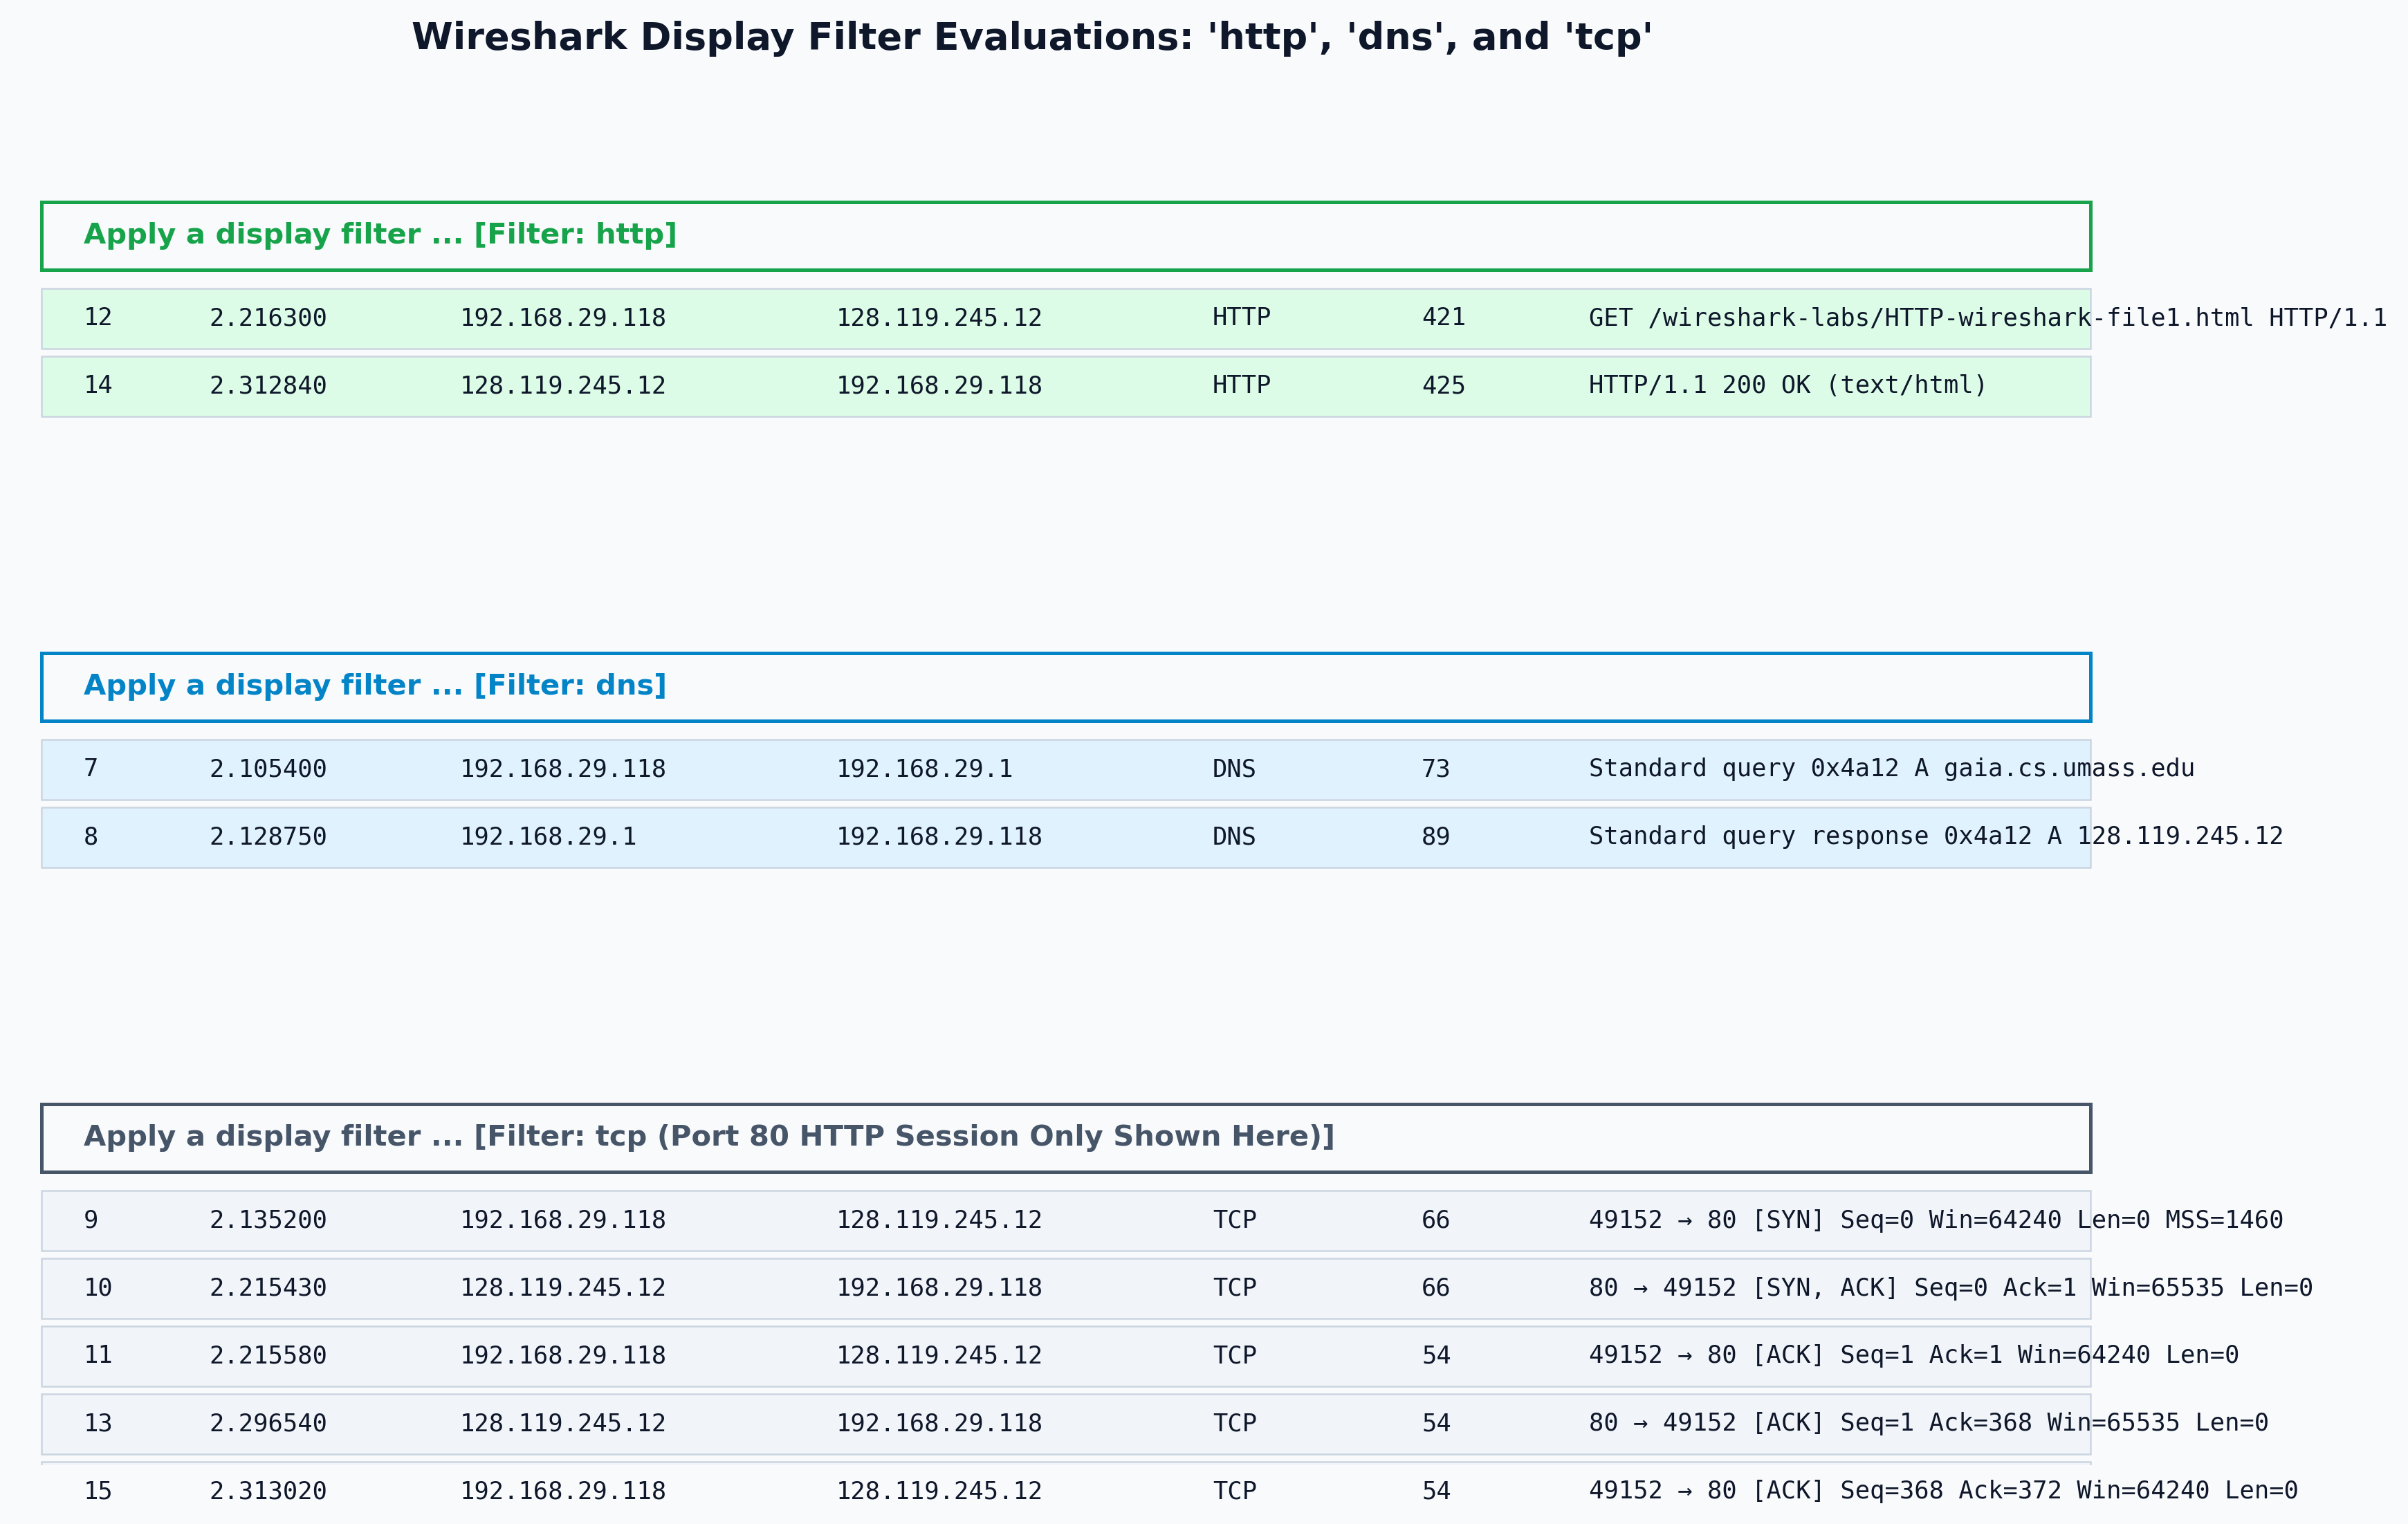 Wireshark Display Filter Evaluations: 'http', 'dns', and 'tcp'
Apply a display filter ... [Filter: http]
12 2.216300 192.168.29.118 128.119.245.12 HTTP 421 GET /wireshark-labs/HTTP-wireshark-file1.html HTTP/1.1
14 2.312840 128.119.245.12 192.168.29.118 HTTP 425 HTTP/1.1 200 OK (text/html)
Apply a display filter ... [Filter: dns]
7 2.105400 192.168.29.118 192.168.29.1 DNS 73 Standard query 0x4a12 A gaia.cs.umass.edu
8 2.128750 192.168.29.1 192.168.29.118 DNS 89 Standard query response 0x4a12 A 128.119.245.12
Apply a display filter ... [Filter: tcp (Port 80 HTTP Session Only Shown Here)]
9 2.135200 192.168.29.118 128.119.245.12 TCP 66 49152 → 80 [SYN] Seq=0 Win=64240 Len=0 MSS=1460
10 2.215430 128.119.245.12 192.168.29.118 TCP 66 80 → 49152 [SYN, ACK] Seq=0 Ack=1 Win=65535 Len=0
11 2.215580 192.168.29.118 128.119.245.12 TCP 54 49152 → 80 [ACK] Seq=1 Ack=1 Win=64240 Len=0
13 2.296540 128.119.245.12 192.168.29.118 TCP 54 80 → 49152 [ACK] Seq=1 Ack=368 Win=65535 Len=0
15 2.313020 192.168.29.118 128.119.245.12 TCP 54 49152 → 80 [ACK] Seq=368 Ack=372 Win=64240 Len=0